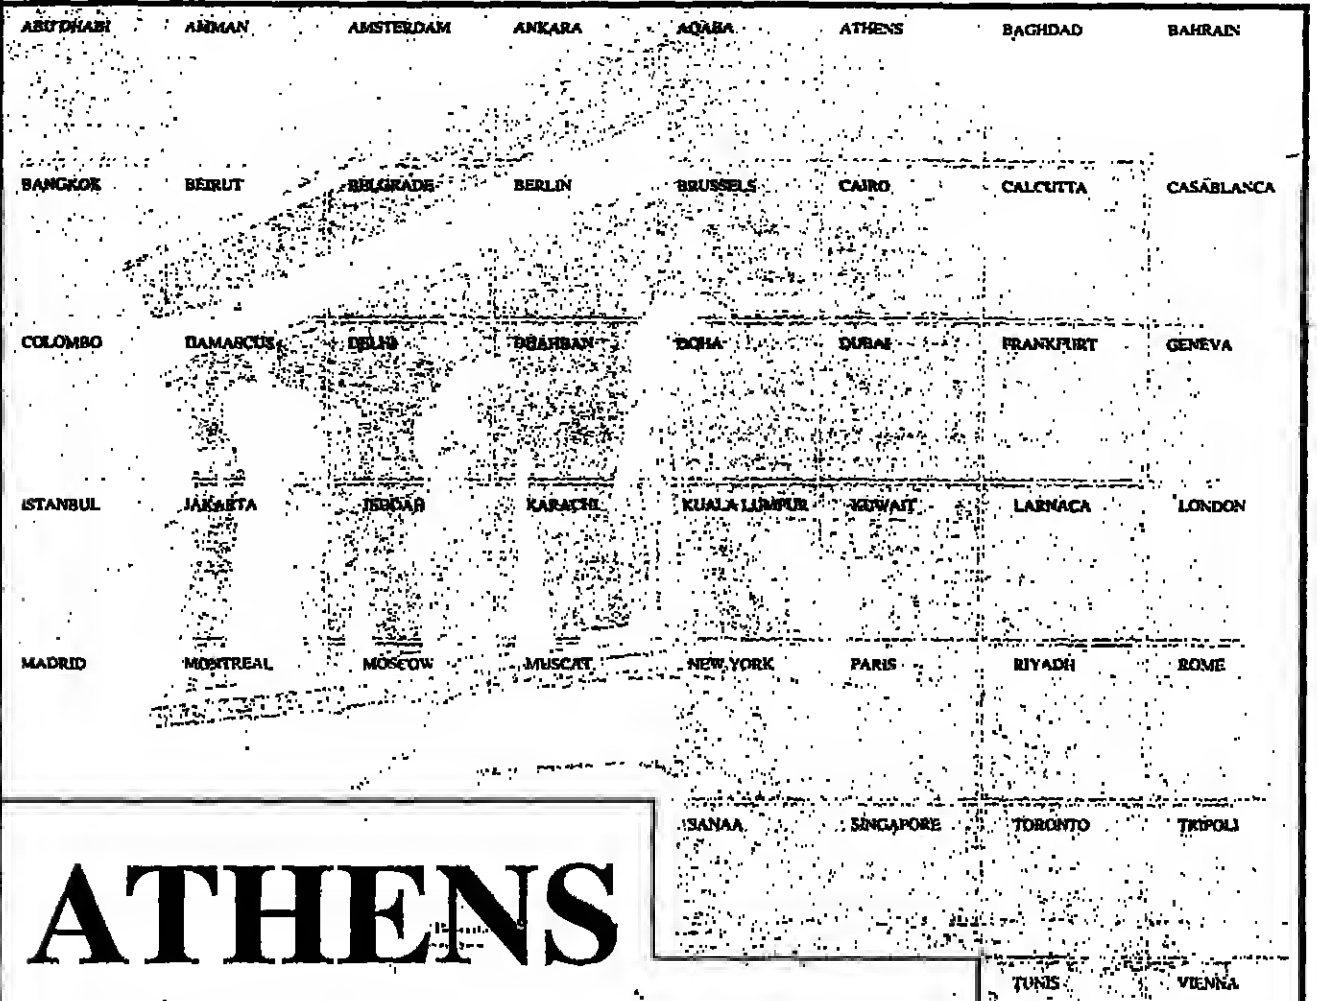 ABU DHABI AMMAN AMSTERDAM ANKARA AQABA ATHENS BAGHDAD BAHRAIN
BANGKOK BEIRUT BELGRADE BERLIN BRUSSELS CAIRO CALCUTTA CASABLANCA
COLOMBO DAMASCUS DELHI DHAHRAN DOHA DUBAI FRANKFURT GENEVA
ISTANBUL JAKARTA JEDDAH KARACHI KUALA LUMPUR KUWAIT LARNACA LONDON
MADRID MONTREAL MOSCOW MUSCAT NEW YORK PARIS RIYADH ROME
SANAA SINGAPORE TORONTO TRIPOLI
ATHENS
TUNIS VIENNA